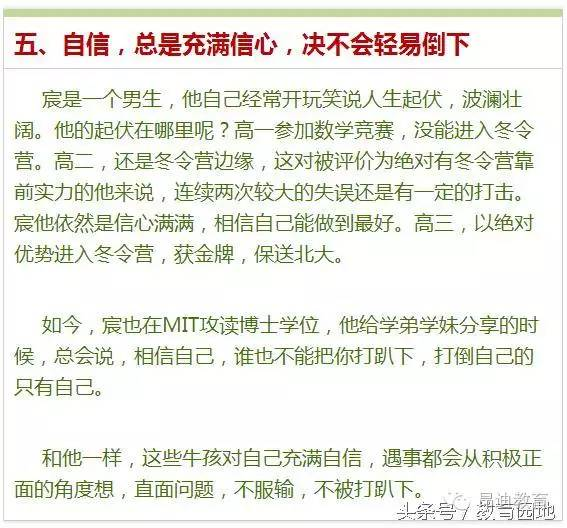 五、自信，总是充满信心，决不会轻易倒下
宸是一个男生，他自己经常开玩笑说人生起伏，波澜壮
阔。他的起伏在哪里呢？高一参加数学竞赛，没能进入冬令
营。高二，还是冬令营边缘，这对被评价为绝对有冬令营靠
前实力的他来说，连续两次较大的失误还是有一定的打击。
宸他依然是信心满满，相信自己能做到最好。高三，以绝对
优势进入冬令营，获金牌，保送北大。
如今，宸也在MIT攻读博士学位，他给学弟学妹分享的时
候，总会说，相信自己，谁也不能把你打趴下，打倒自己的
只有自己。
和他一样，这些牛孩对自己充满自信，遇事都会从积极正
面的角度想，直面问题，不服输，不被打趴下。
昂迪教育
头条号 / 教育园地